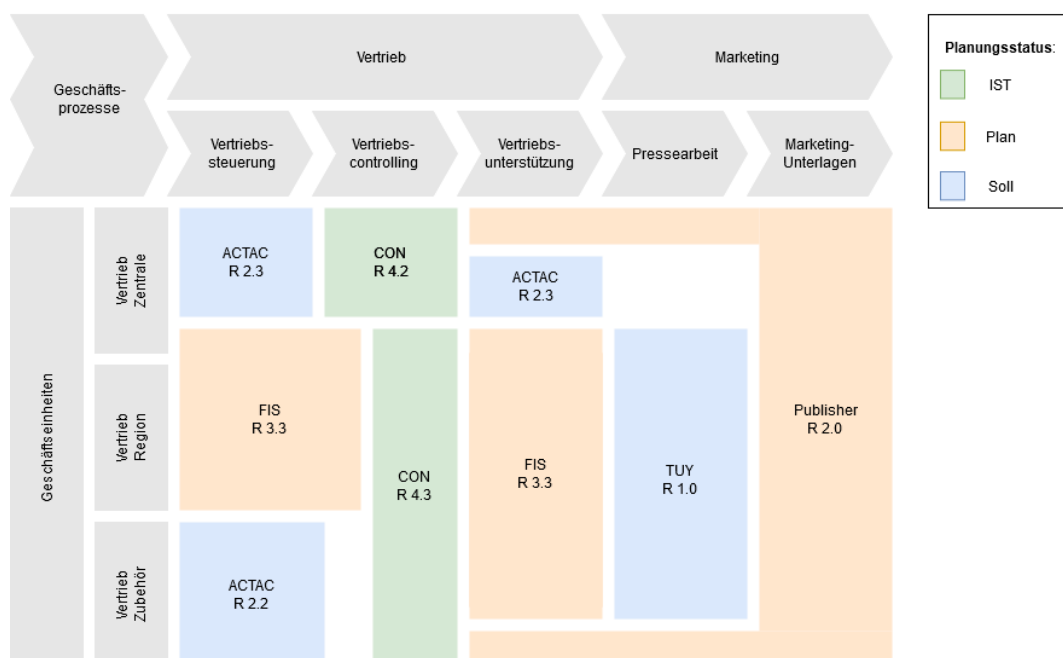 Geschäfts-
prozesse
Vertrieb
Marketing
Vertriebs-
steuerung
Vertriebs-
controlling
Vertriebs-
unterstützung
Pressearbeit
Marketing-
Unterlagen
Planungsstatus:
IST
Plan
Soll
Geschäftseinheiten
Vertrieb
Zentrale
Vertrieb
Region
Vertrieb
Zubehör
ACTAC
R 2.3
CON
R 4.2
ACTAC
R 2.3
FIS
R 3.3
CON
R 4.3
FIS
R 3.3
TUY
R 1.0
Publisher
R 2.0
ACTAC
R 2.2